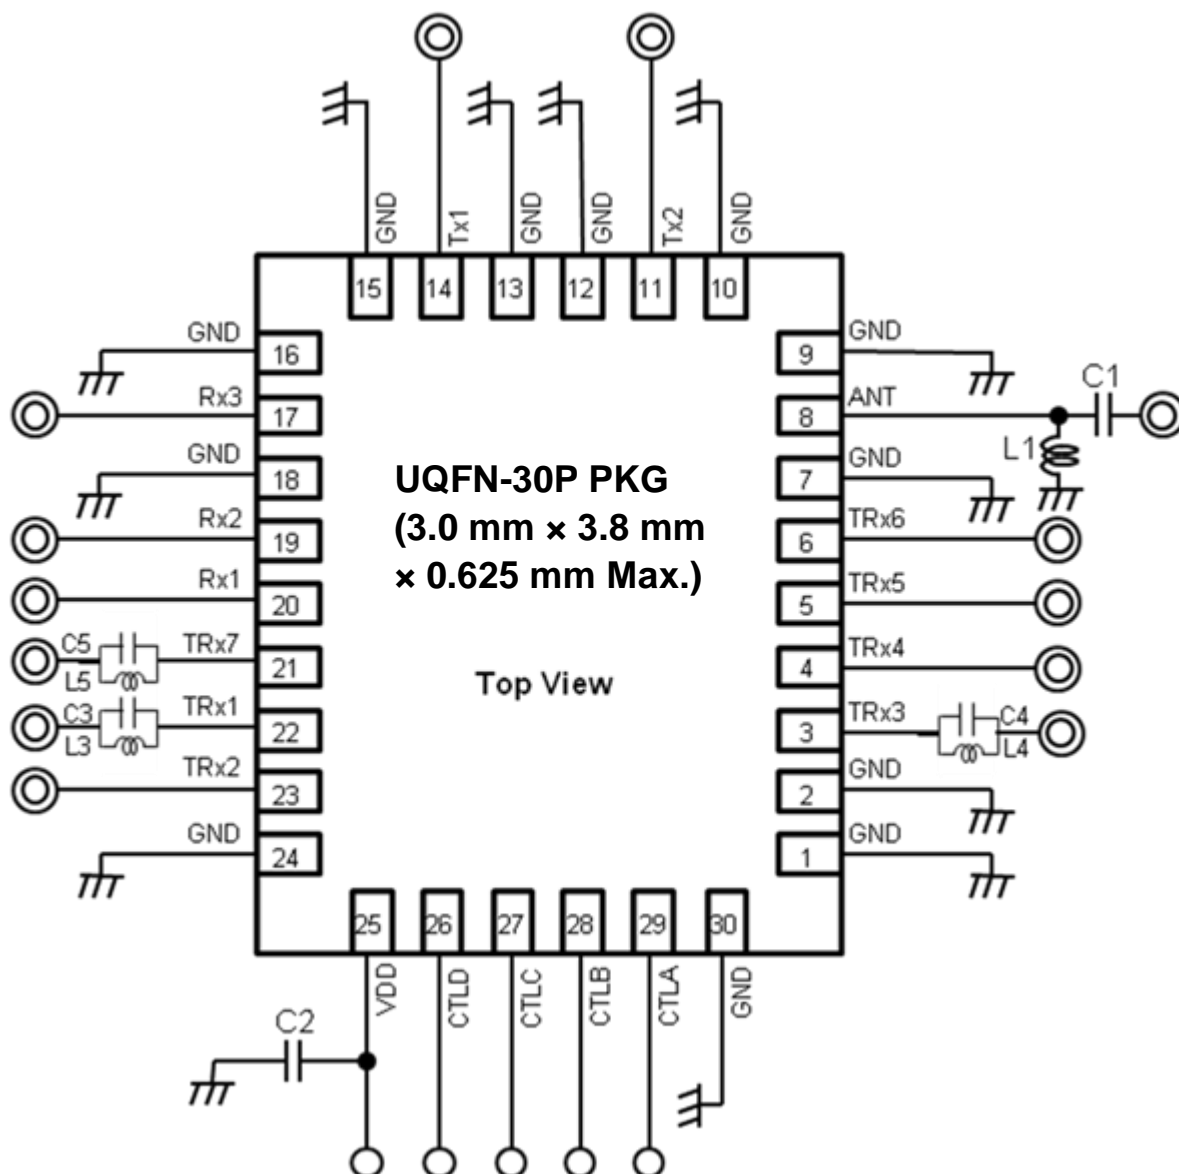 GND
Tx1
GND
GND
Tx2
GND
15
14
13
12
11
10
GND
16
9
GND
Rx3
17
8
ANT
C1
L1
GND
18
7
GND
UQFN-30P PKG
(3.0 mm × 3.8 mm
× 0.625 mm Max.)
Rx2
19
6
TRx6
Rx1
20
5
TRx5
C5
L5
TRx7
21
4
TRx4
Top View
C3
L3
TRx1
22
3
TRx3
C4
L4
TRx2
23
2
GND
GND
24
1
GND
25
26
27
28
29
30
VDD
CTLD
CTLC
CTLB
CTLA
GND
C2